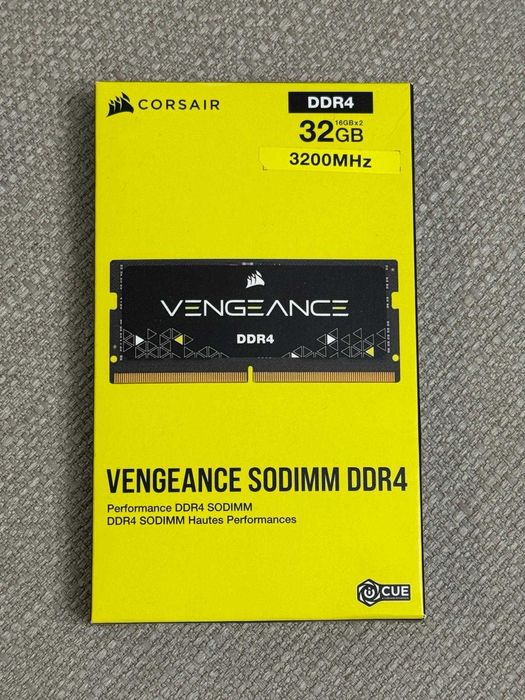 CORSAIR
DDR4
16GBx2
32GB
3200MHz
VENGEANCE
DDR4
VENGEANCE SODIMM DDR4
Performance DDR4 SODIMM
DDR4 SODIMM Hautes Performances
CUE